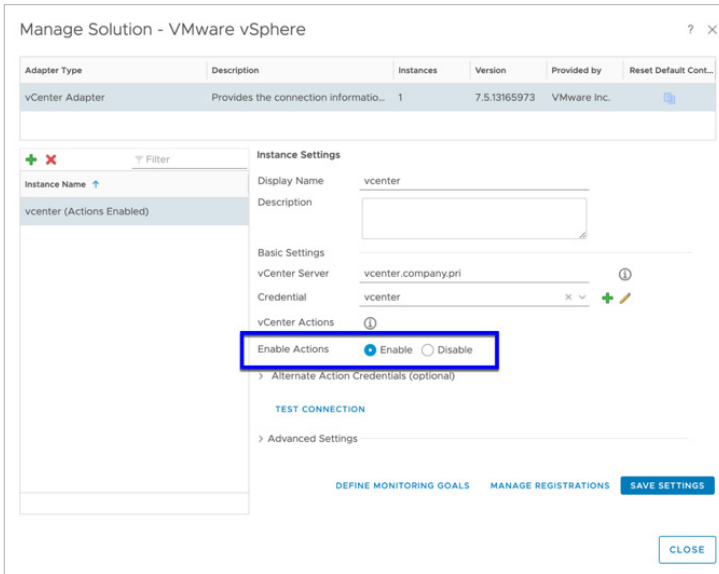 Manage Solution - VMware vSphere
?
Adapter Type Description Instances Version Provided by Reset Default Cont...
vCenter Adapter Provides the connection informatio... 1 7.5.13165973 VMware Inc.
Filter
Instance Name
vcenter (Actions Enabled)
Instance Settings
Display Name vcenter
Description
Basic Settings
vCenter Server vcenter.company.pri
Credential vcenter
vCenter Actions
Enable Actions Enable Disable
> Alternate Action Credentials (optional)
TEST CONNECTION
> Advanced Settings
DEFINE MONITORING GOALS MANAGE REGISTRATIONS SAVE SETTINGS
CLOSE